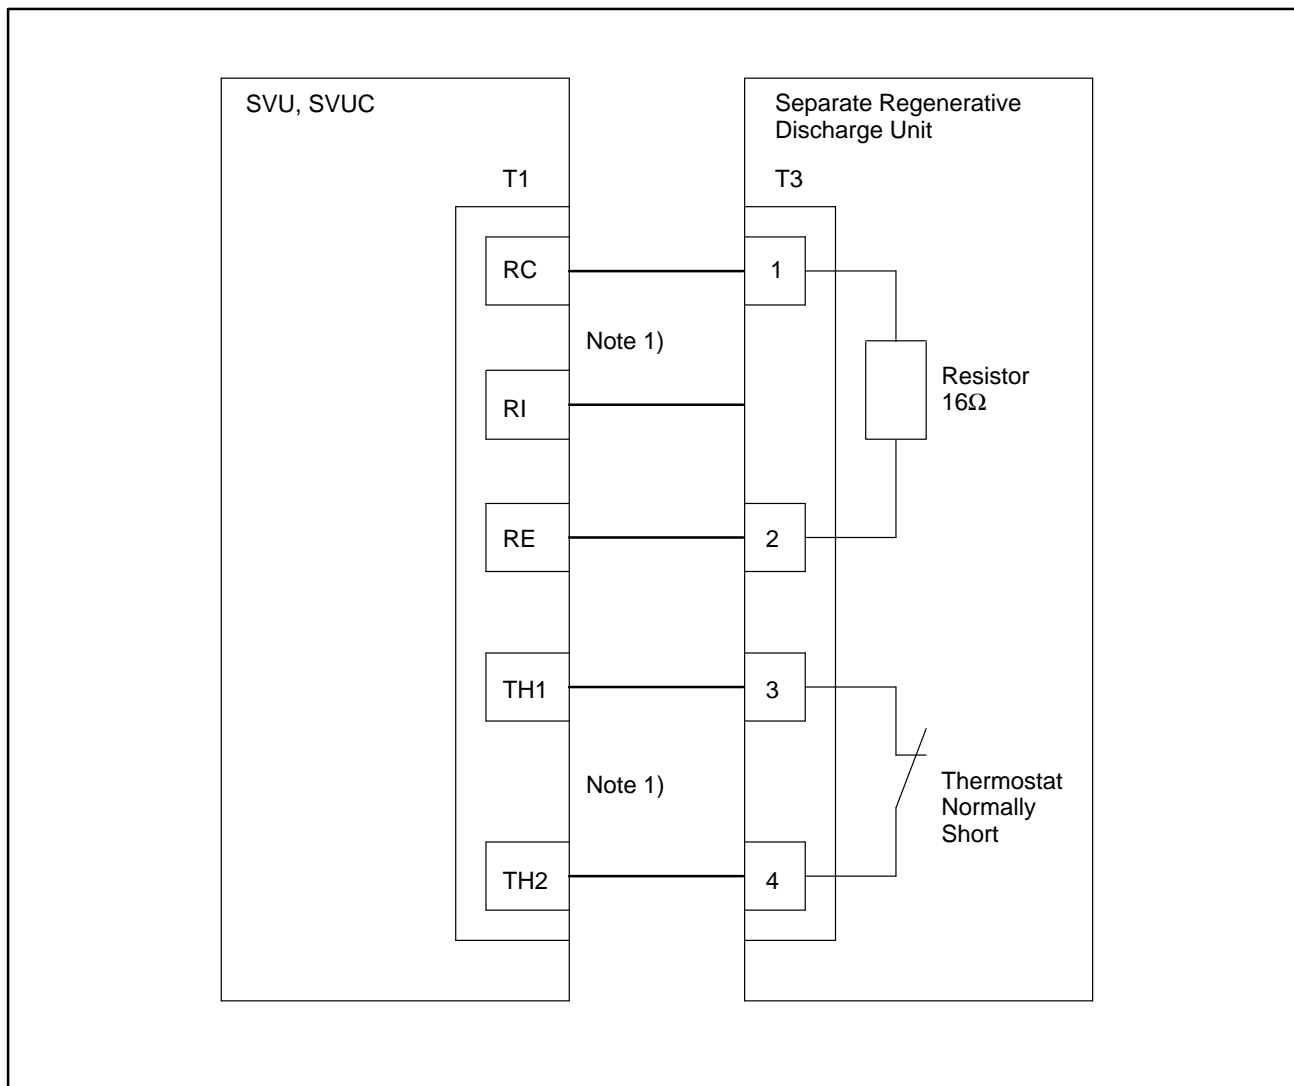 SVU, SVUC
Separate Regenerative
Discharge Unit
T1
T3
RC
1
Note 1)
RI
Resistor
16Ω
RE
2
TH1
3
Note 1)
Thermostat
Normally
Short
TH2
4